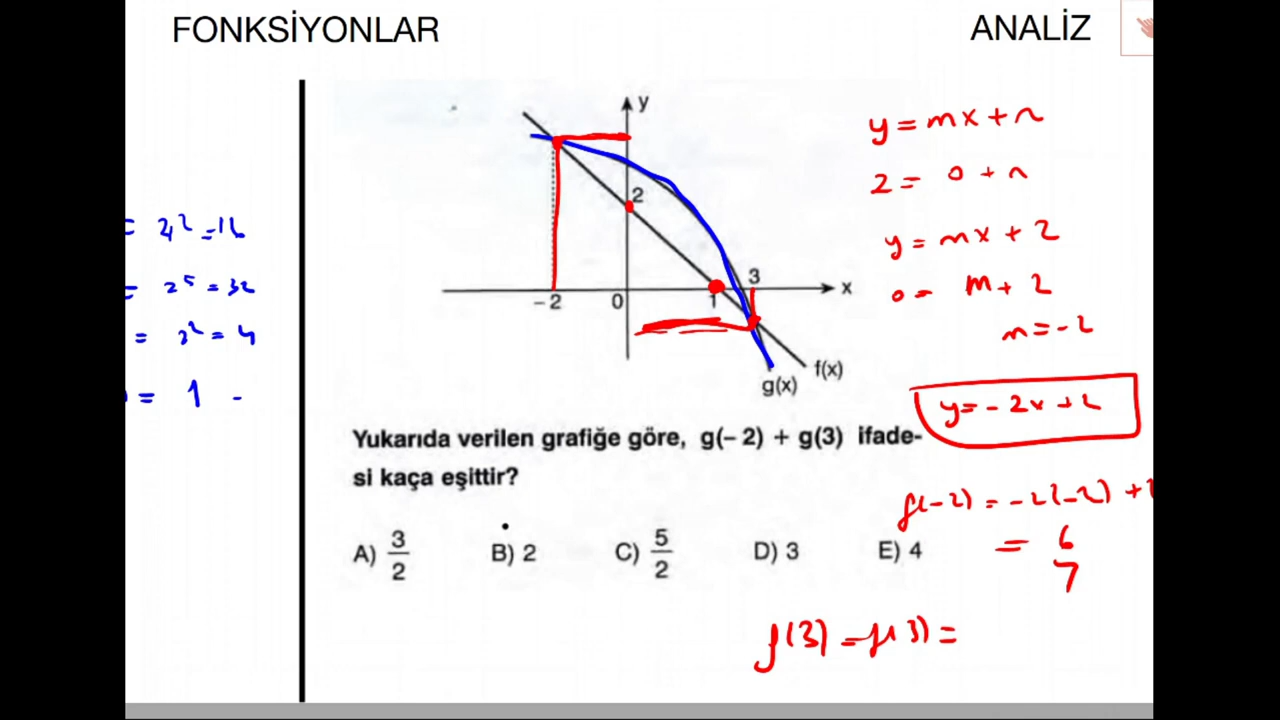 FONKSİYONLAR
ANALİZ
= 4² = 16
= 2⁵ = 32
= 2² = 4
= 1 -
y
2
-2
0
1
3
x
f(x)
g(x)
y = mx + n
2 = 0 + n
y = mx + 2
0 = m + 2
m = -2
y = -2x + 2
Yukarıda verilen grafiğe göre, g(-2) + g(3) ifade-
si kaça eşittir?
f(-2) = -2(-2) +
= 6
7
A) 3/2 B) 2 C) 5/2 D) 3 E) 4
g(3) = f(3) =